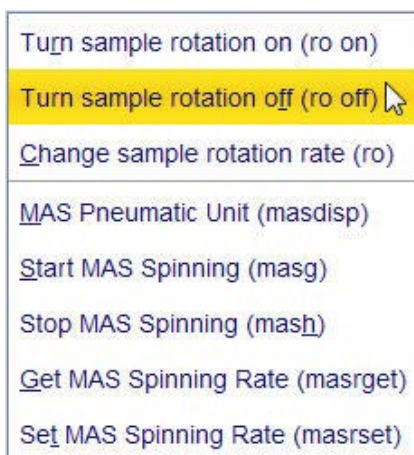 Turn sample rotation on (ro on)
Turn sample rotation off (ro off)
Change sample rotation rate (ro)
MAS Pneumatic Unit (masdisp)
Start MAS Spinning (masg)
Stop MAS Spinning (mash)
Get MAS Spinning Rate (masrget)
Set MAS Spinning Rate (masrset)